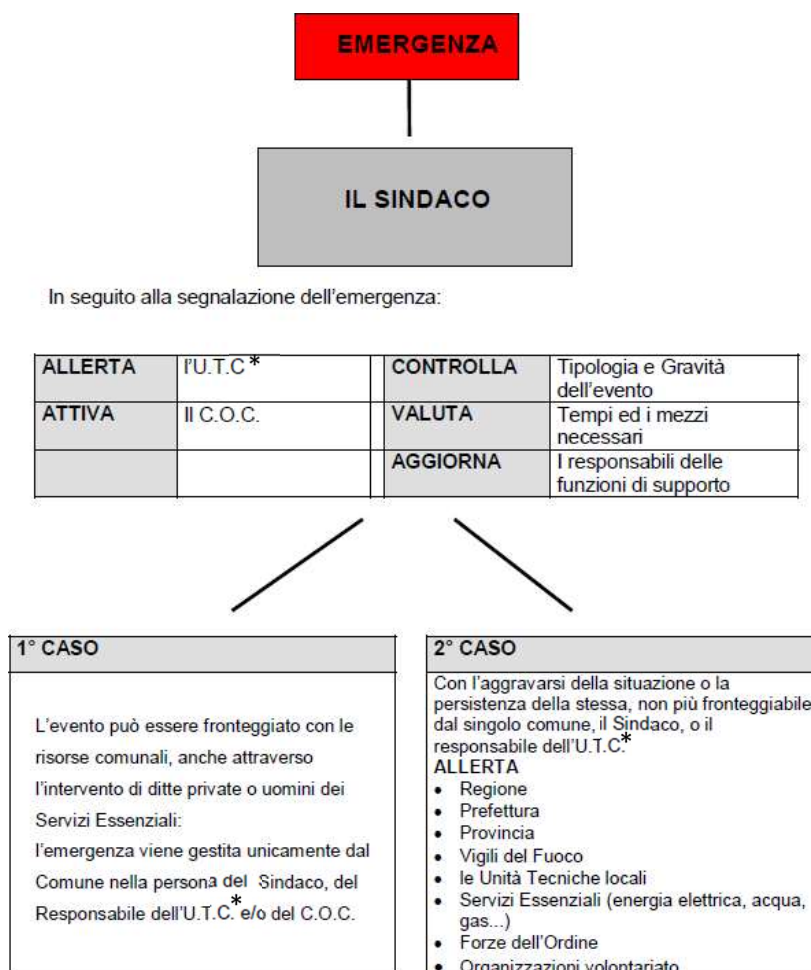 EMERGENZA
IL SINDACO
In seguito alla segnalazione dell'emergenza:
ALLERTA l'U.T.C * CONTROLLA Tipologia e Gravità
dell'evento
ATTIVA Il C.O.C. VALUTA Tempi ed i mezzi
necessari
AGGIORNA I responsabili delle
funzioni di supporto
1° CASO
L'evento può essere fronteggiato con le
risorse comunali, anche attraverso
l'intervento di ditte private o uomini dei
Servizi Essenziali:
l'emergenza viene gestita unicamente dal
Comune nella persona del Sindaco, del
Responsabile dell'U.T.C.* e/o del C.O.C.
2° CASO
Con l'aggravarsi della situazione o la
persistenza della stessa, non più fronteggiabile
dal singolo comune, il Sindaco, o il
responsabile dell'U.T.C.*
ALLERTA
• Regione
• Prefettura
• Provincia
• Vigili del Fuoco
• le Unità Tecniche locali
• Servizi Essenziali (energia elettrica, acqua,
gas...)
• Forze dell'Ordine
• Organizzazioni volontariato